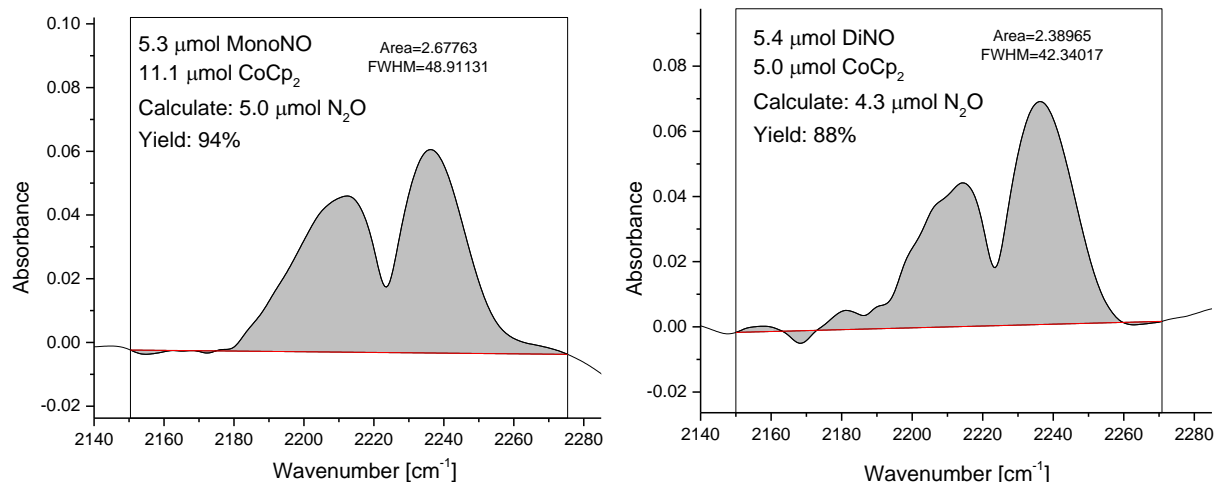 5.3 μmol MonoNO
11.1 μmol CoCp₂
Calculate: 5.0 μmol N₂O
Yield: 94%
Area=2.67763
FWHM=48.91131
0.10
0.08
0.06
0.04
0.02
0.00
-0.02
Absorbance
2140 2160 2180 2200 2220 2240 2260 2280
Wavenumber [cm⁻¹]
5.4 μmol DiNO
5.0 μmol CoCp₂
Calculate: 4.3 μmol N₂O
Yield: 88%
Area=2.38965
FWHM=42.34017
0.08
0.06
0.04
0.02
0.00
-0.02
Absorbance
2140 2160 2180 2200 2220 2240 2260 2280
Wavenumber [cm⁻¹]